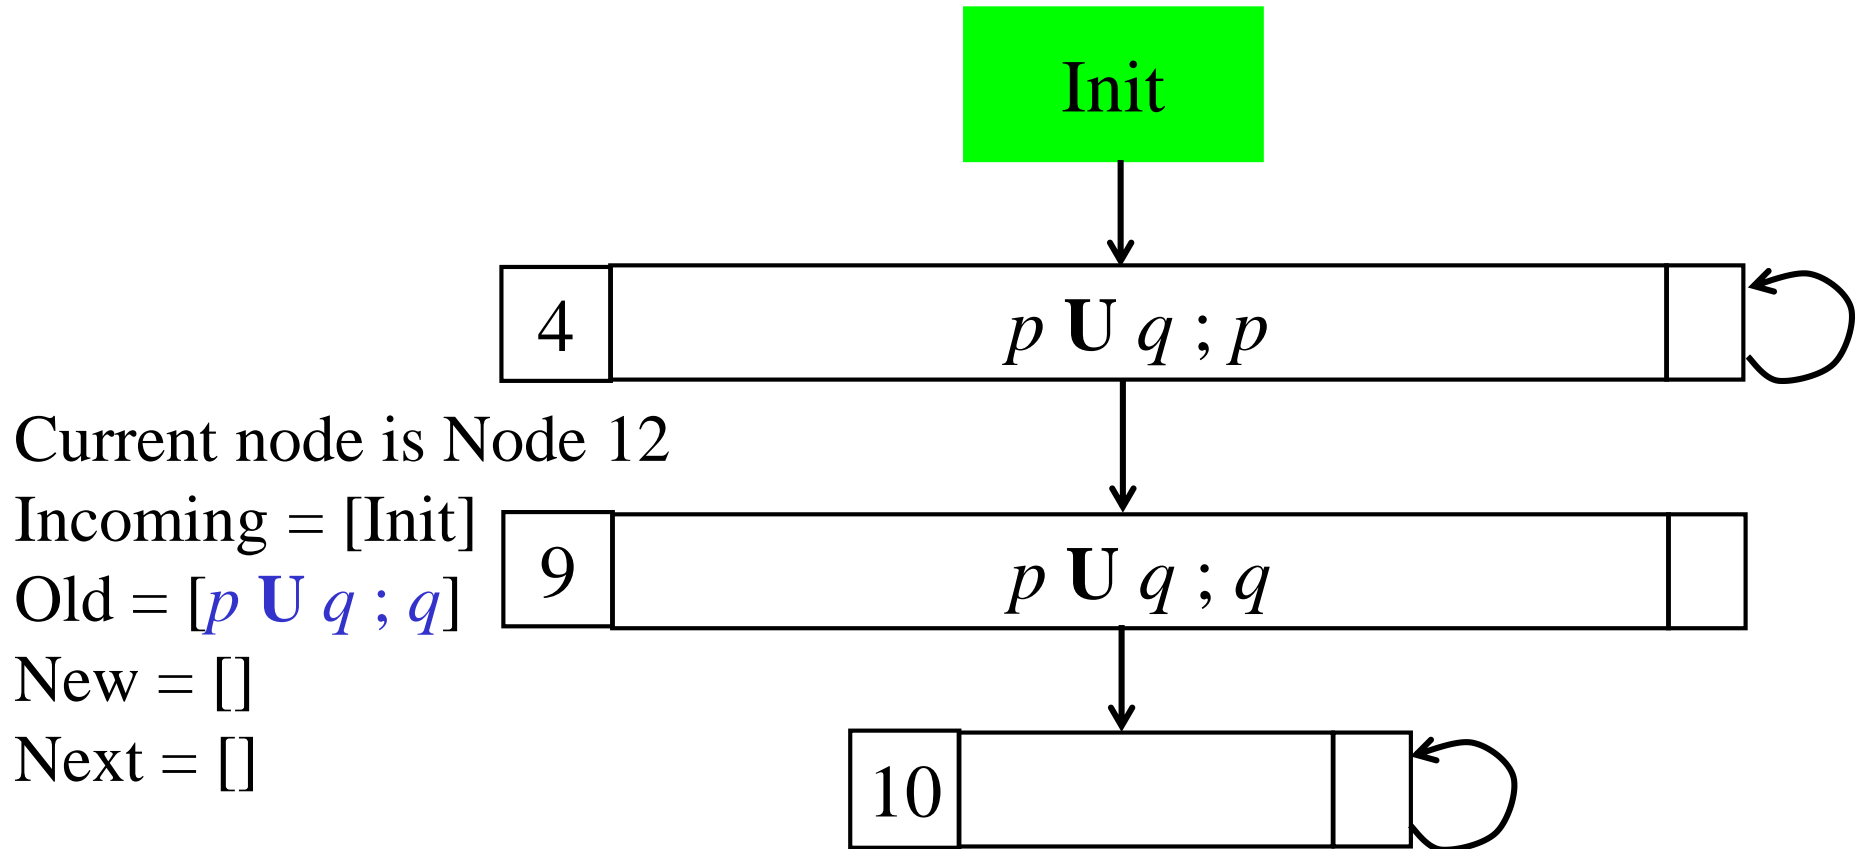 Init
4 p U q ; p
Current node is Node 12
Incoming = [Init]
9 p U q ; q
Old = [p U q ; q]
New = []
Next = []
10